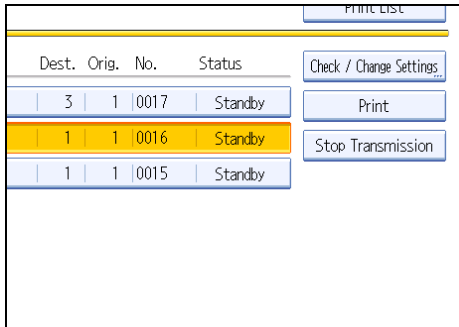 Print List
Dest. Orig. No. Status Check / Change Settings
3 1 0017 Standby Print
1 1 0016 Standby Stop Transmission
1 1 0015 Standby